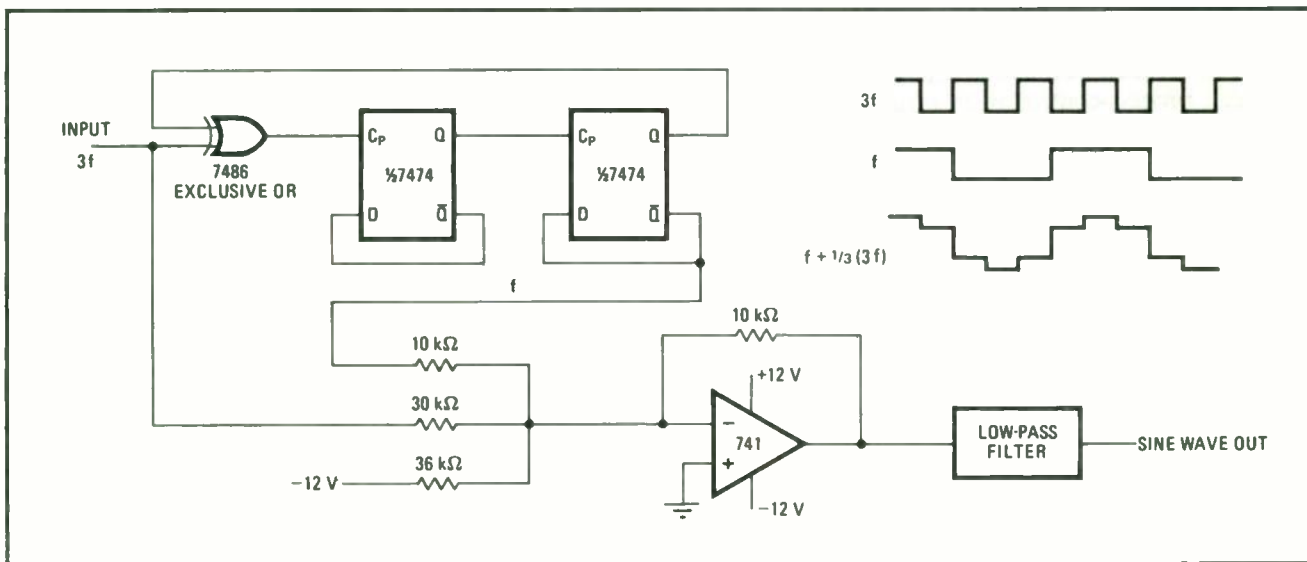 INPUT
3f
7486
EXCLUSIVE OR
CP Q
½7474
D Q̅
CP Q
½7474
D Q̅
f
3f
f
f + 1/3 (3f)
10 kΩ
30 kΩ
36 kΩ
−12 V
10 kΩ
+12 V
−
741
+
−12 V
LOW-PASS
FILTER
SINE WAVE OUT